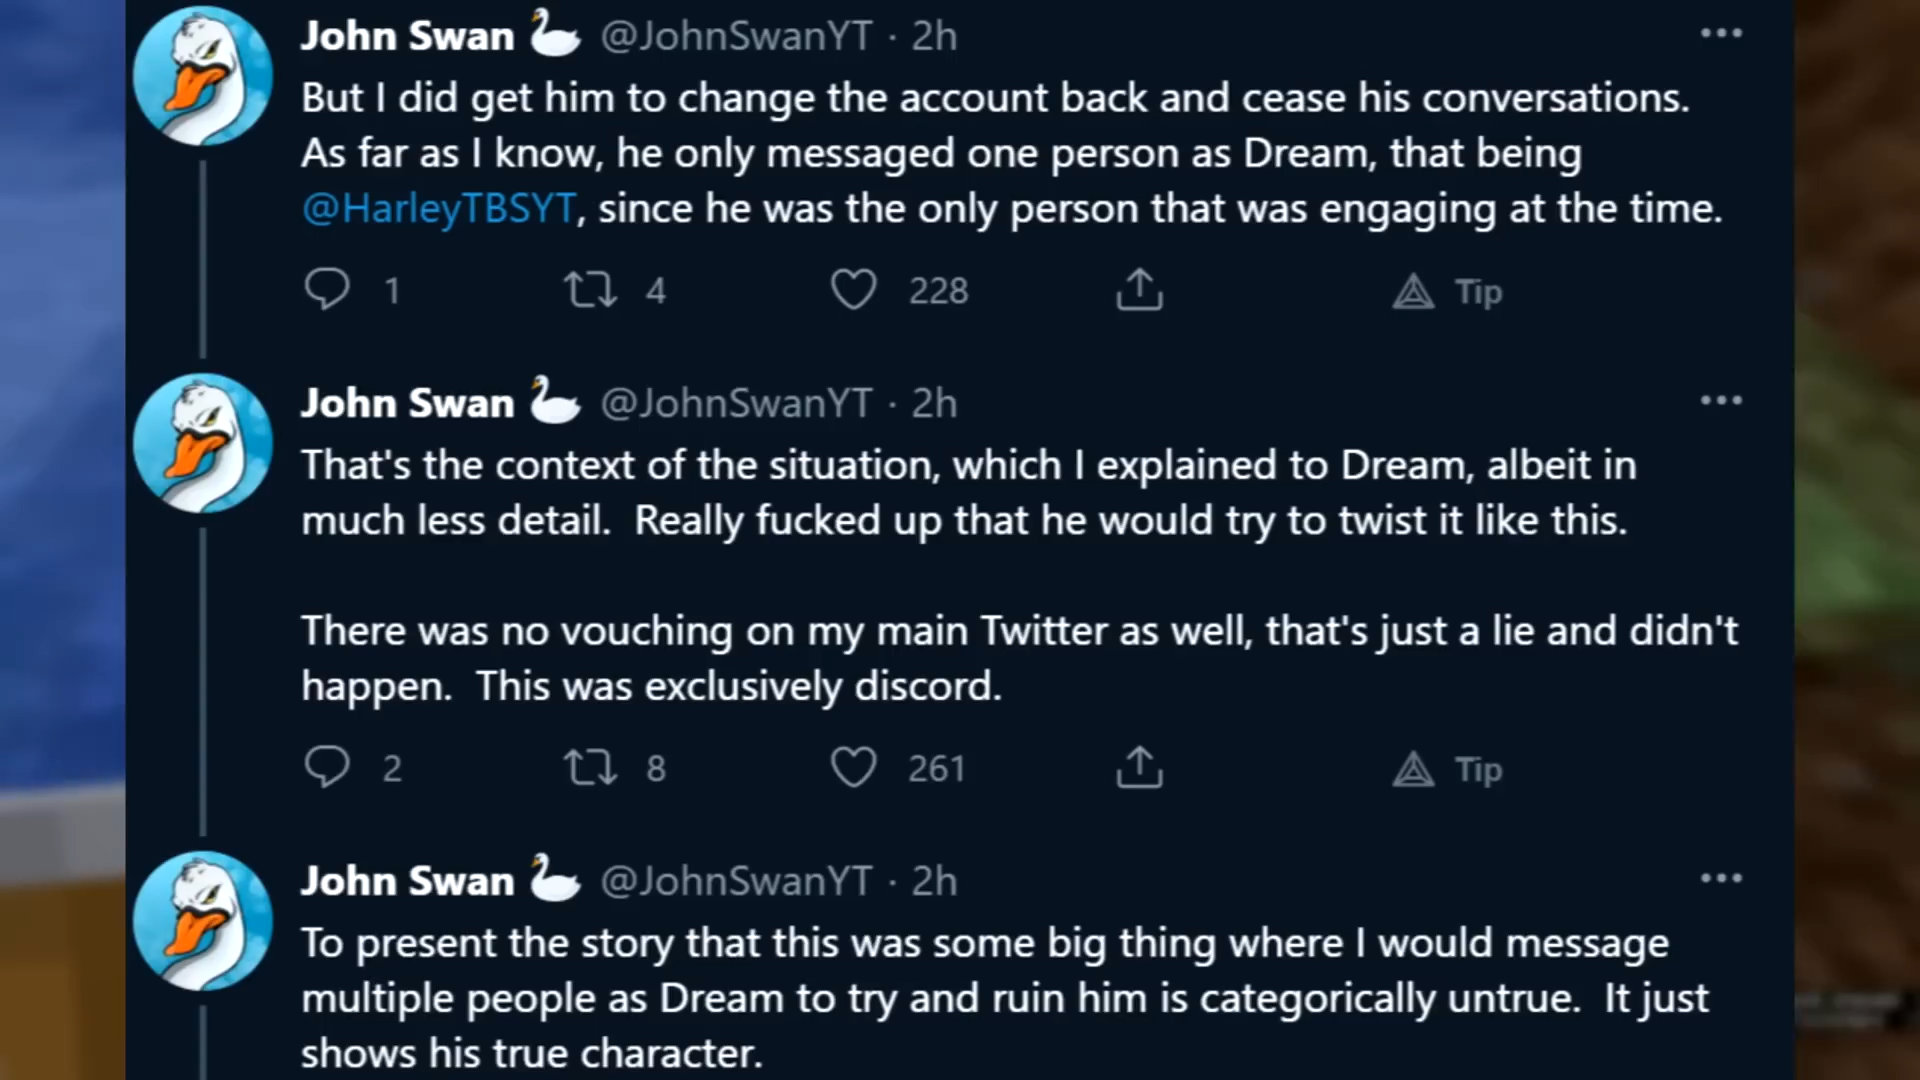 John Swan 🦢 @JohnSwanYT · 2h
But I did get him to change the account back and cease his conversations.
As far as I know, he only messaged one person as Dream, that being
@HarleyTBSYT, since he was the only person that was engaging at the time.
1 4 228 Tip
John Swan 🦢 @JohnSwanYT · 2h
That's the context of the situation, which I explained to Dream, albeit in
much less detail.  Really fucked up that he would try to twist it like this.
There was no vouching on my main Twitter as well, that's just a lie and didn't
happen.  This was exclusively discord.
2 8 261 Tip
John Swan 🦢 @JohnSwanYT · 2h
To present the story that this was some big thing where I would message
multiple people as Dream to try and ruin him is categorically untrue.  It just
shows his true character.